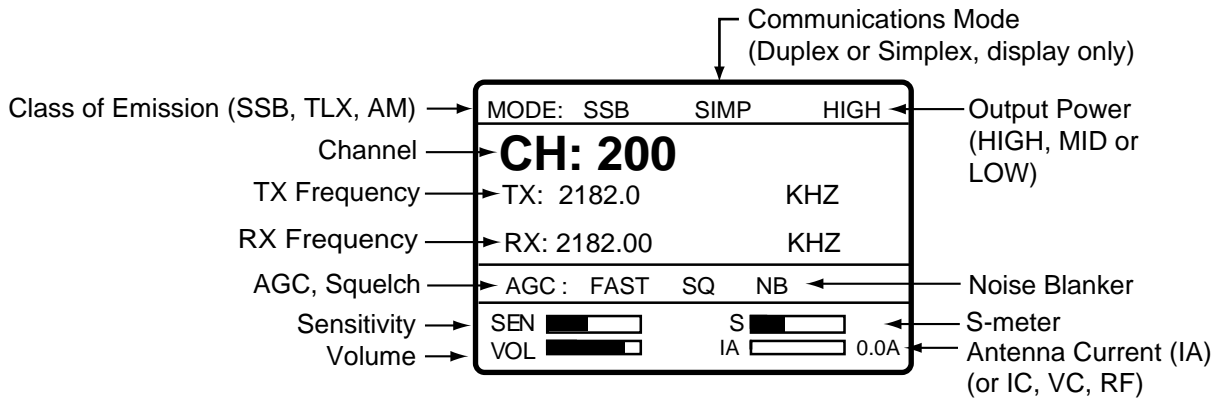 Communications Mode
(Duplex or Simplex, display only)
Class of Emission (SSB, TLX, AM)
MODE: SSB SIMP HIGH
Output Power
(HIGH, MID or
LOW)
Channel
CH: 200
TX Frequency
TX: 2182.0 KHZ
RX Frequency
RX: 2182.00 KHZ
AGC, Squelch
AGC : FAST SQ NB
Noise Blanker
Sensitivity
SEN S
S-meter
Volume
VOL IA 0.0A
Antenna Current (IA)
(or IC, VC, RF)